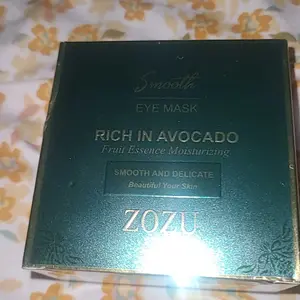 Smooth
EYE MASK
RICH IN AVOCADO
Fruit Essence Moisturizing
SMOOTH AND DELICATE
Beautiful Your Skin
ZOZU